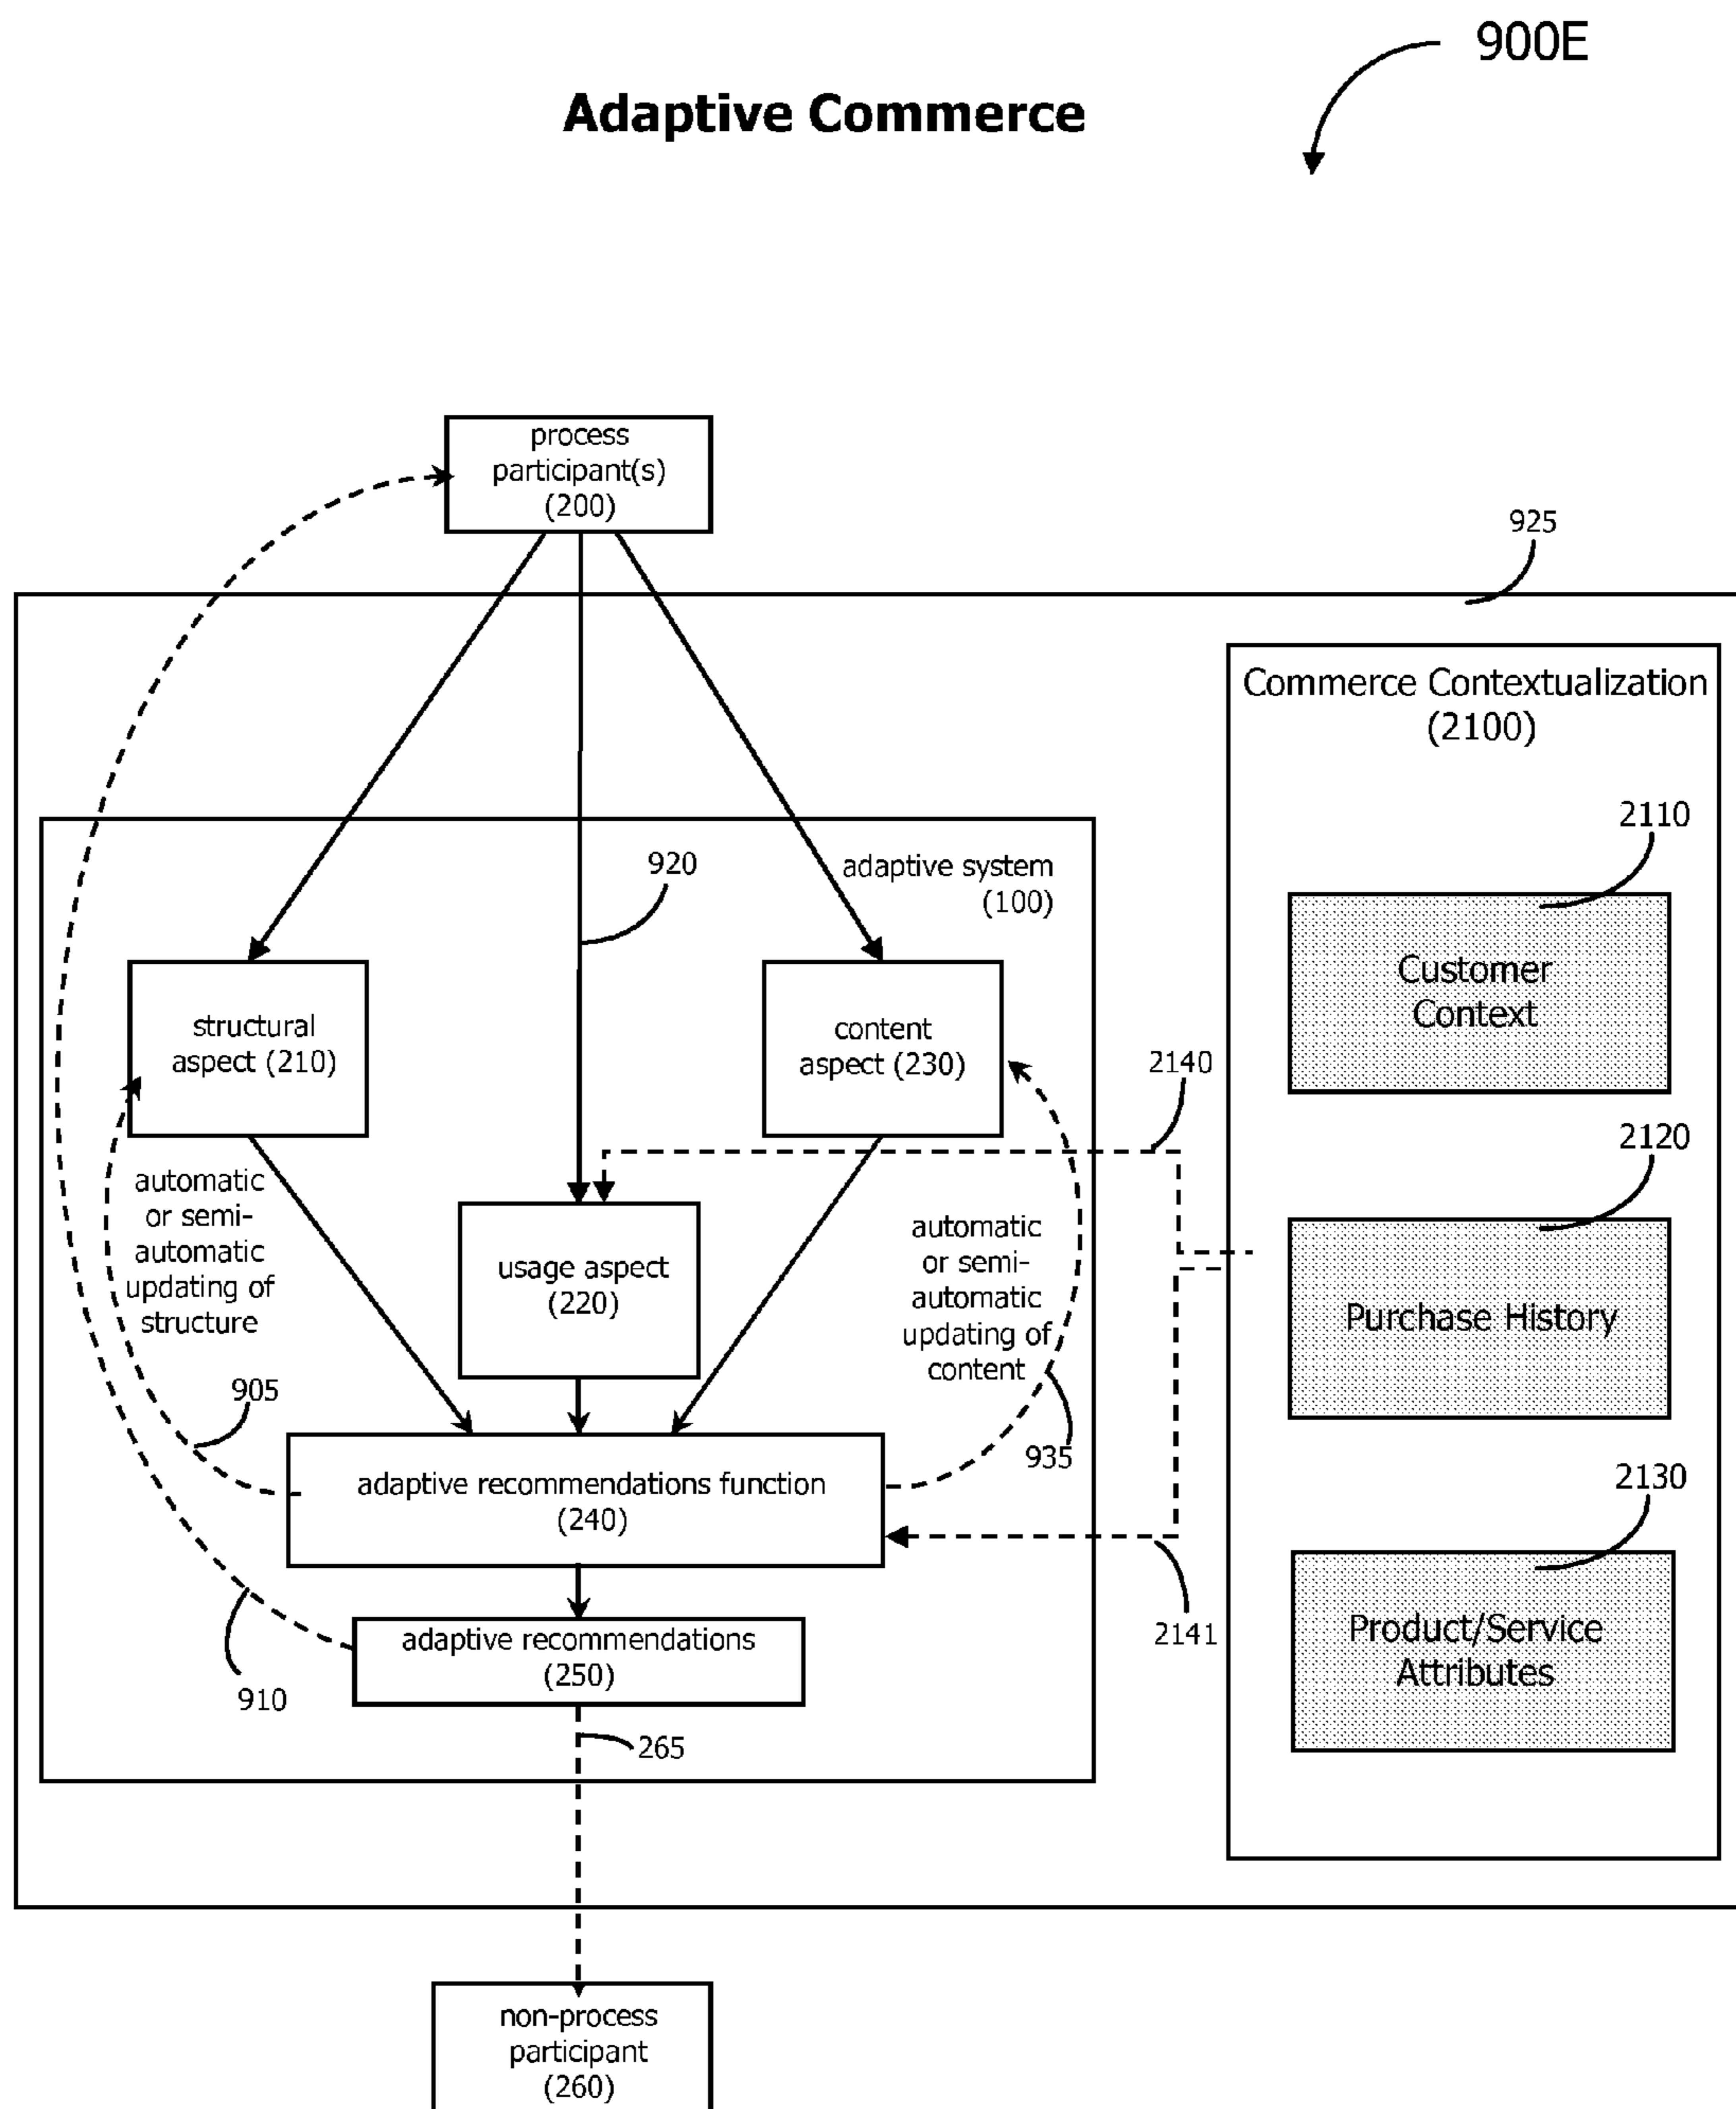 900E
Adaptive Commerce
process
participant(s)
(200)
925
Commerce Contextualization
(2100)
2110
920
adaptive system
(100)
Customer
Context
structural
aspect (210)
content
aspect (230)
2140
2120
automatic
or semi-
automatic
updating of
structure
automatic
or semi-
automatic
updating of
content
usage aspect
(220)
Purchase History
905
935
2130
adaptive recommendations function
(240)
Product/Service
Attributes
2141
adaptive recommendations
(250)
910
265
non-process
participant
(260)